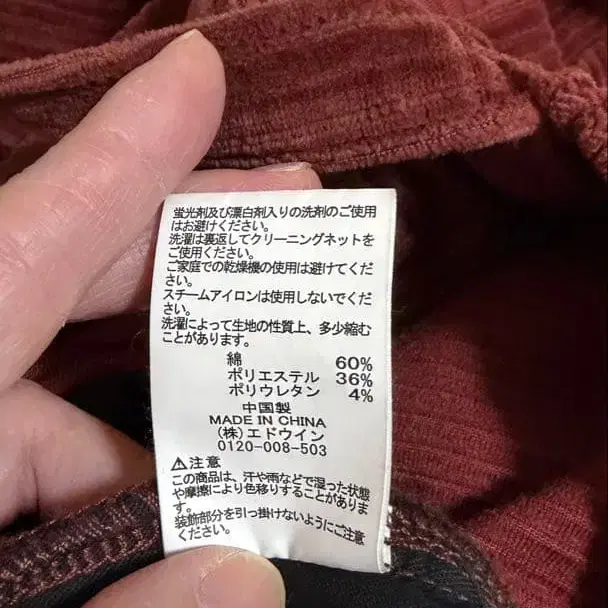 蛍光剤及び漂白剤入りの洗剤のご使用
はお避けください。
洗濯は裏返してクリーニングネットを
ご使用ください。
ご家庭での乾燥機の使用は避けてくだ
さい。
スチームアイロンは使用しないでくだ
さい。
洗濯によって生地の性質上、多少縮む
ことがあります。
綿 60%
ポリエステル 36%
ポリウレタン 4%
中国製
MADE IN CHINA
(株)エドウイン
0120-008-503
⚠注意
この商品は、汗や雨などで湿った状態
や摩擦により色移りすることがありま
す。
装飾部分を引っ掛けないようにご注意
ください。